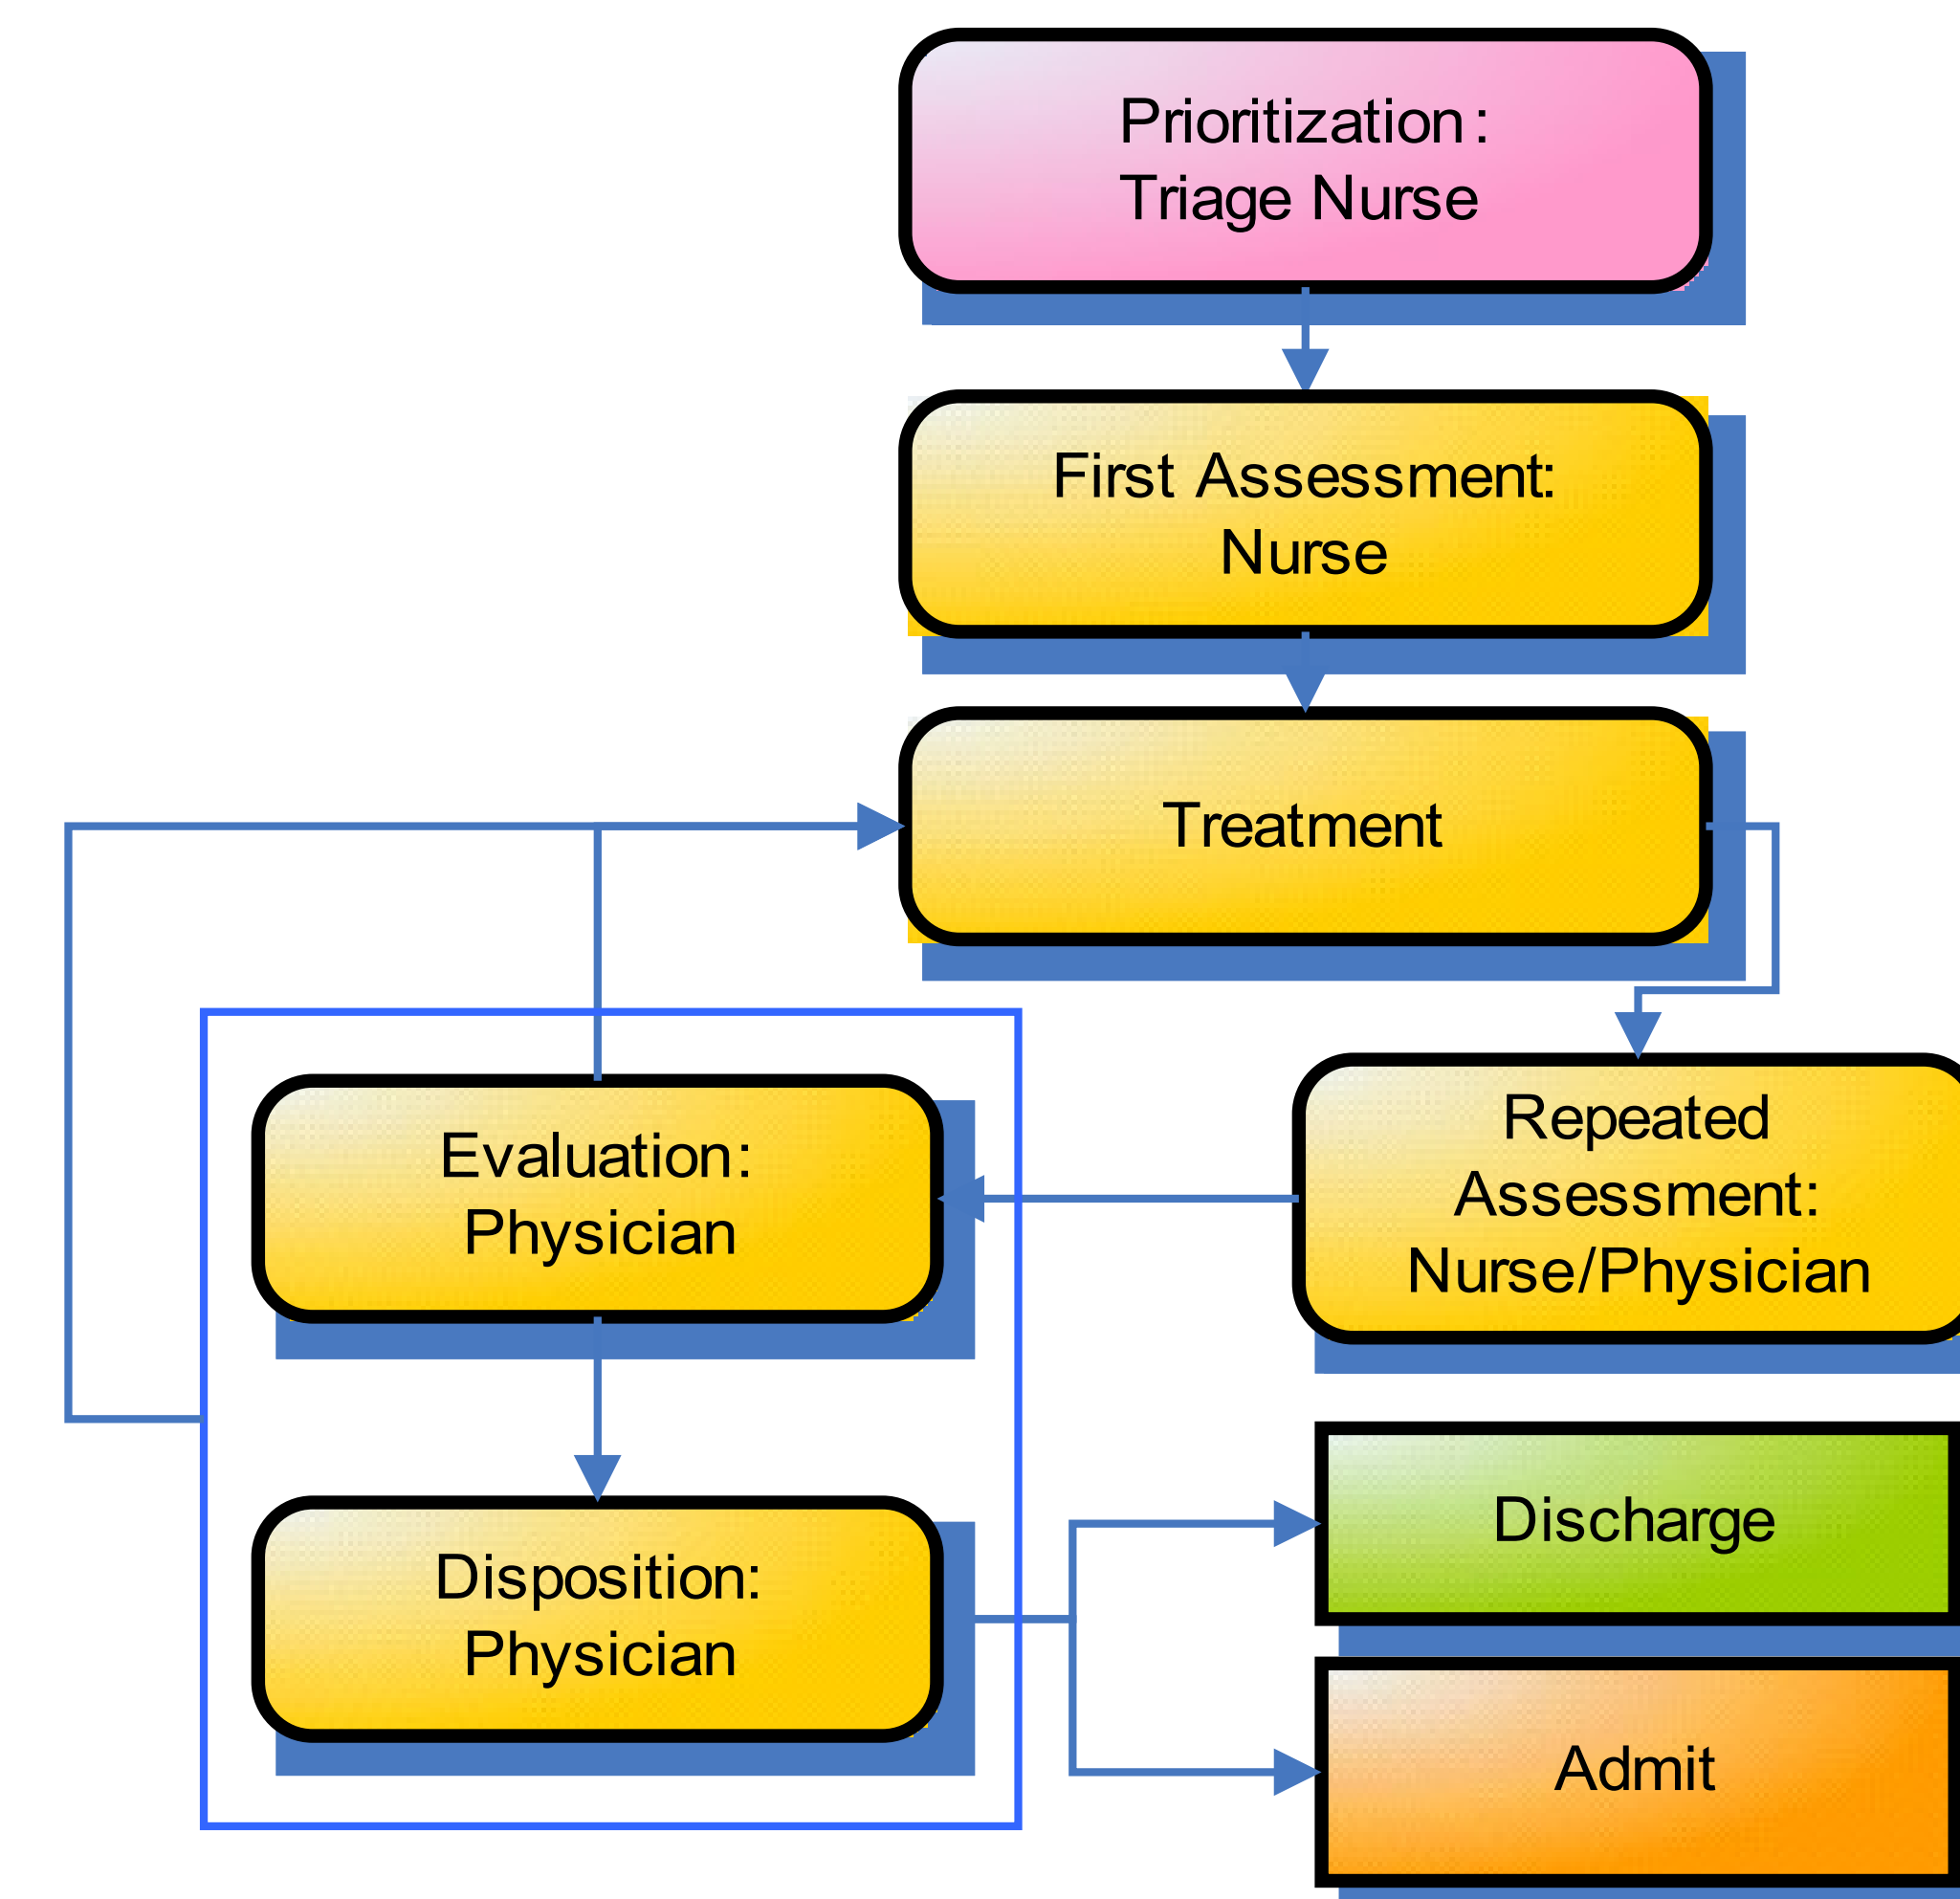 Prioritization :
Triage Nurse
First Assessment:
Nurse
Treatment
Evaluation:
Physician
Repeated
Assessment:
Nurse/Physician
Disposition:
Physician
Discharge
Admit